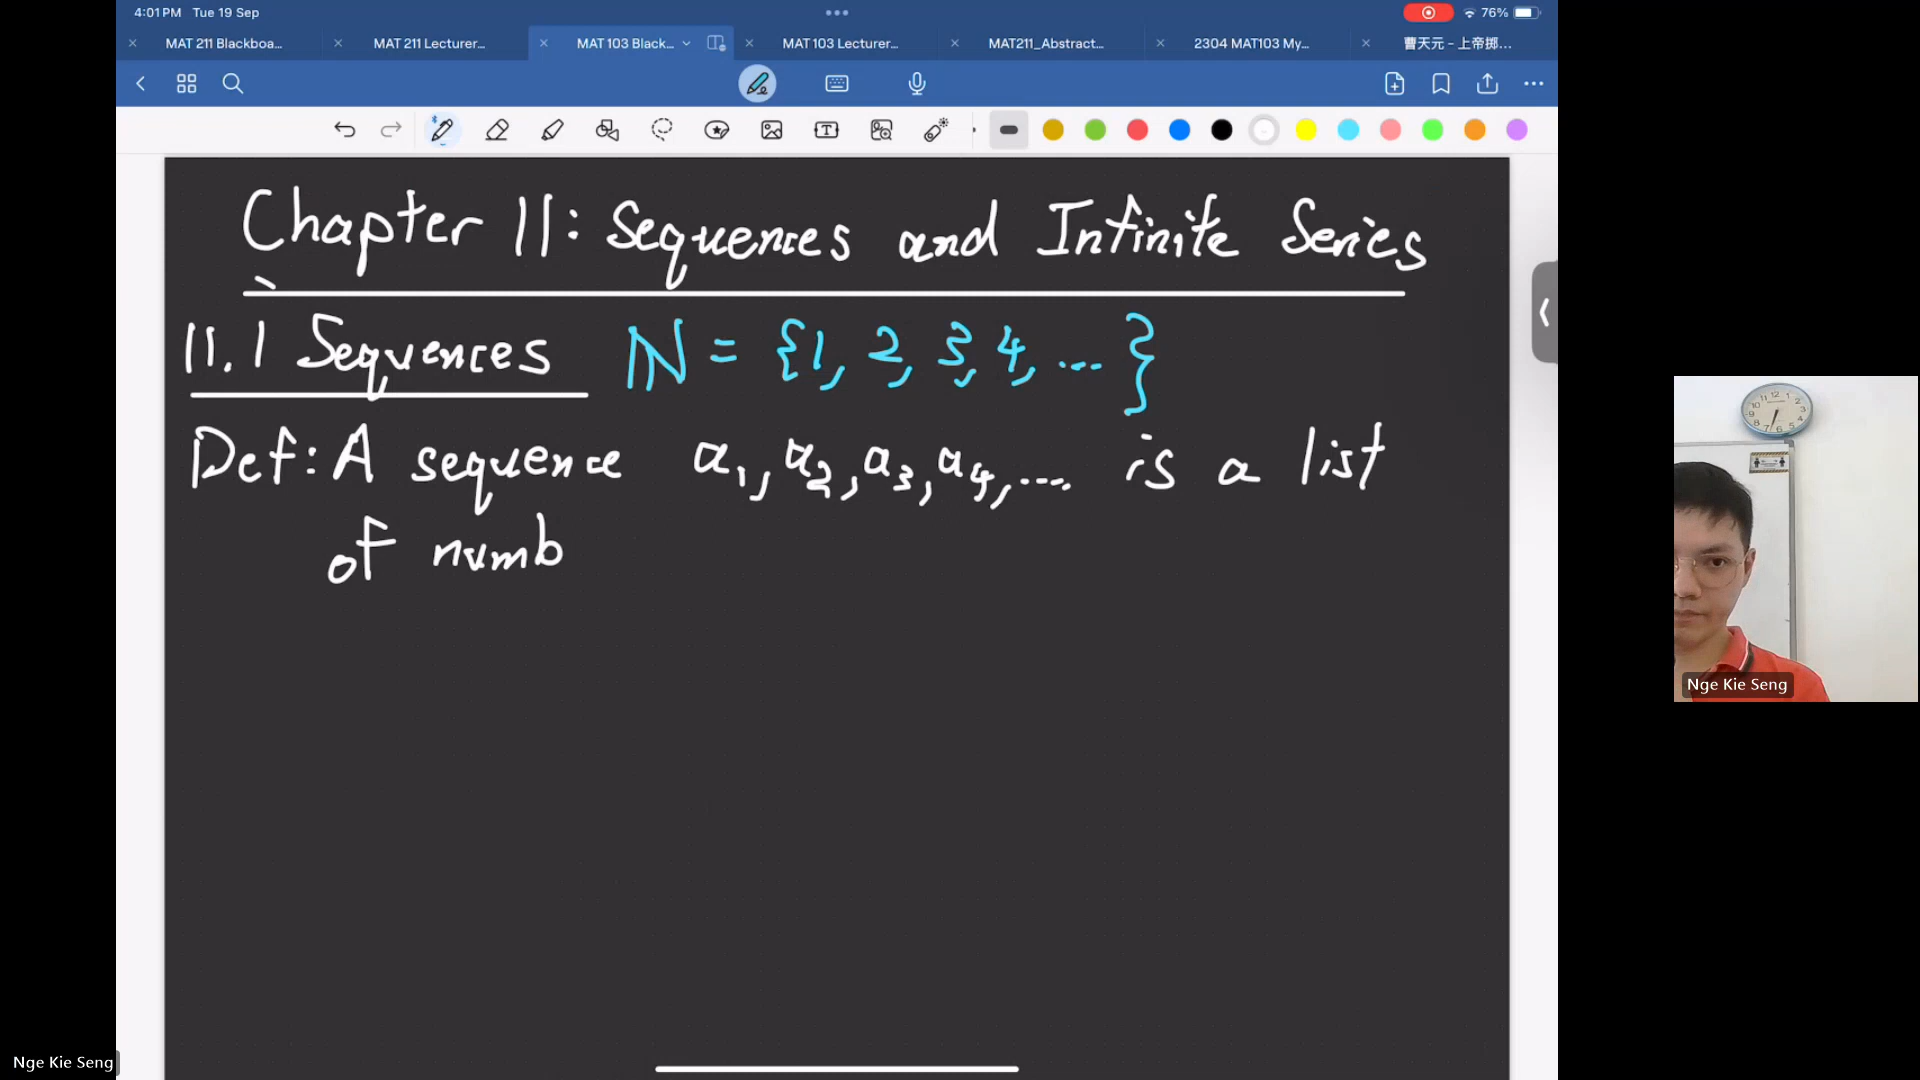 4:01 PM Tue 19 Sep
76%
MAT 211 Blackboa...
MAT 211 Lecturer...
MAT 103 Black...
MAT 103 Lecturer...
MAT211_Abstract...
2304 MAT103 My...
曹天元 - 上帝掷...
Chapter 11: Sequences and Infinite Series
11.1 Sequences ℕ = {1, 2, 3, 4, ... }
Def: A sequence a₁, a₂, a₃, a₄, .... is a list
of numb
Nge Kie Seng
Nge Kie Seng